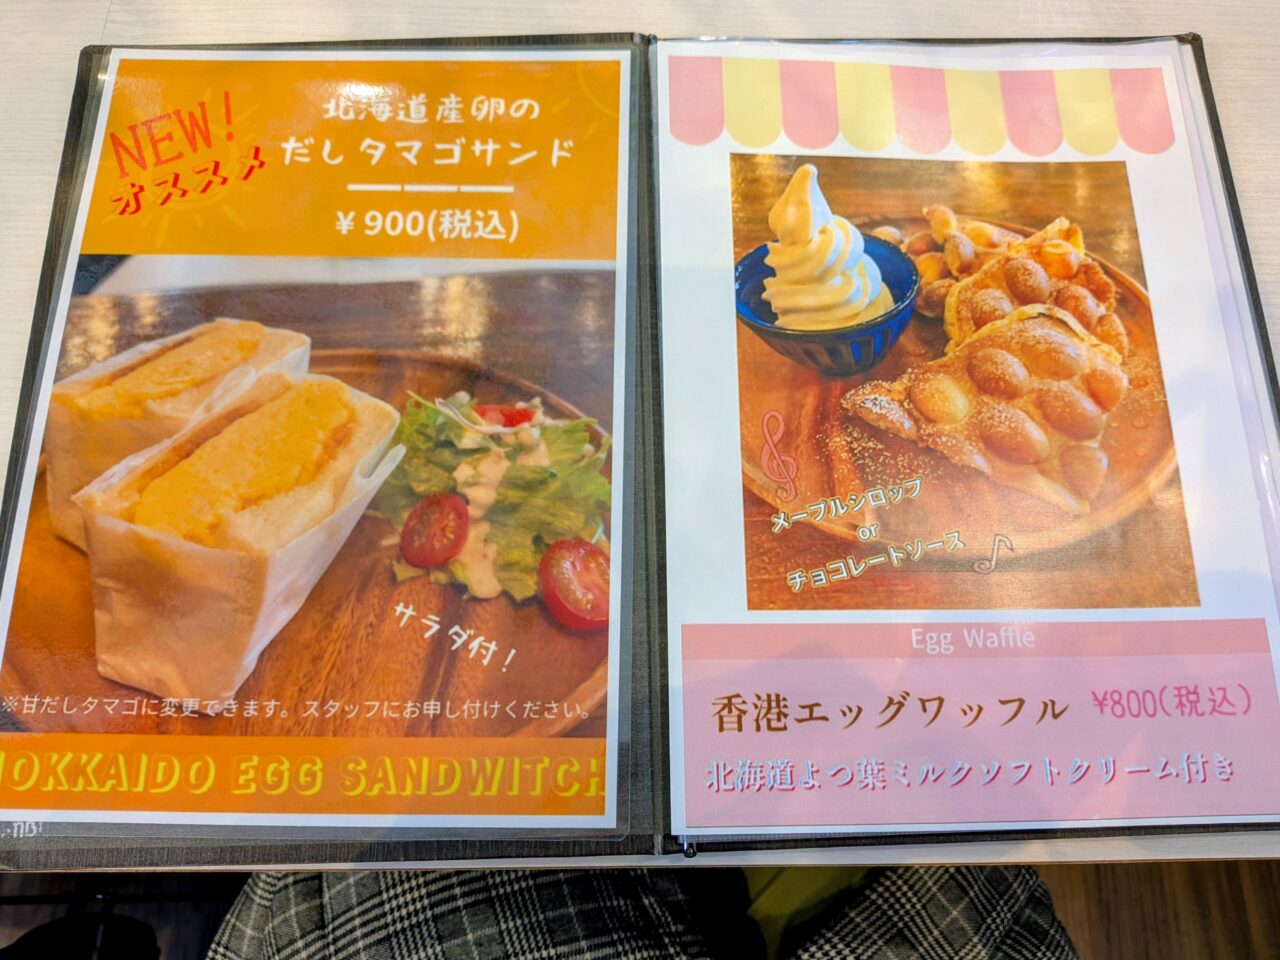 NEW!
オススメ
北海道産卵の
だしタマゴサンド
¥900(税込)
サラダ付!
※甘だしタマゴに変更できます。スタッフにお申し付けください。
HOKKAIDO EGG SANDWITCH
メープルシロップ
or
チョコレートソース
Egg Waffle
香港エッグワッフル ¥800(税込)
北海道よつ葉ミルクソフトクリーム付き